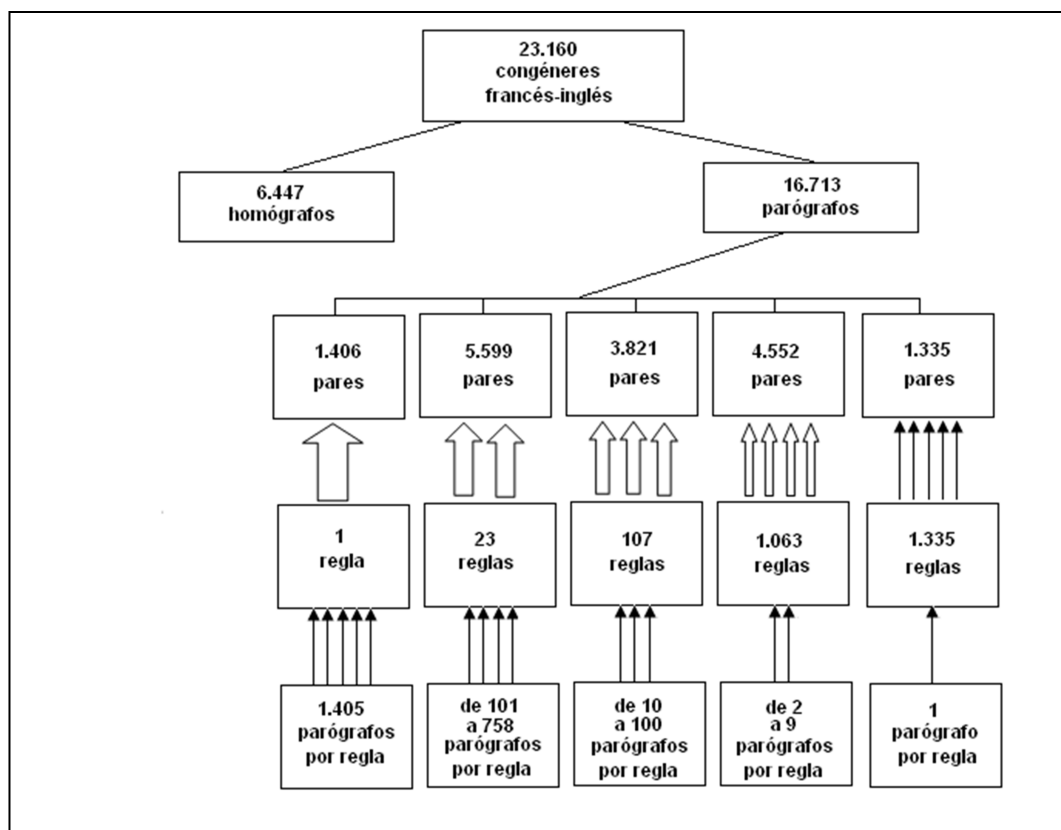 23.160
congéneres
francés-inglés
6.447
homógrafos
16.713
parógrafos
1.406
pares
5.599
pares
3.821
pares
4.552
pares
1.335
pares
1
regla
23
reglas
107
reglas
1.063
reglas
1.335
reglas
1.405
parógrafos
por regla
de 101
a 758
parógrafos
por regla
de 10
a 100
parógrafos
por regla
de 2
a 9
parógrafos
por regla
1
parógrafo
por regla